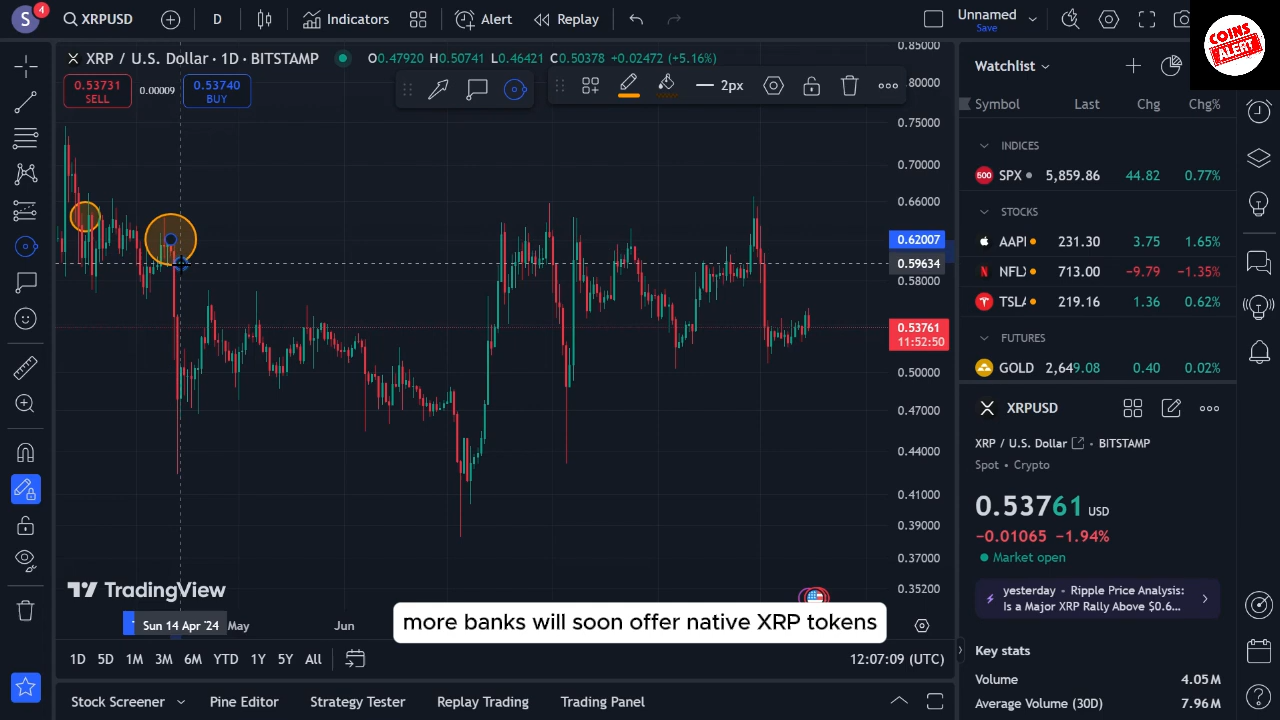 S
4
XRPUSD
D
Indicators
Alert
Replay
Unnamed
Save
COINS
ALERT
XRP / U.S. Dollar · 1D · BITSTAMP
O0.47920 H0.50741 L0.46421 C0.50378 +0.02472 (+5.16%)
0.53731
SELL
0.00009
0.53740
BUY
2px
0.85000
0.80000
0.75000
0.70000
0.66000
0.62007
0.59634
0.58000
0.53761
11:52:50
0.50000
0.47000
0.44000
0.41000
0.39000
0.37000
0.35200
TradingView
Sun 14 Apr '24
May
Jun
more banks will soon offer native XRP tokens
1D 5D 1M 3M 6M YTD 1Y 5Y All
12:07:09 (UTC)
Stock Screener
Pine Editor
Strategy Tester
Replay Trading
Trading Panel
Watchlist
Symbol Last Chg Chg%
INDICES
500 SPX 5,859.86 44.82 0.77%
STOCKS
AAPL 231.30 3.75 1.65%
NFL 713.00 −9.79 −1.35%
TSLA 219.16 1.36 0.62%
FUTURES
GOLD 2,649.08 0.40 0.02%
XRPUSD
XRP / U.S. Dollar · BITSTAMP
Spot • Crypto
0.53761 USD
−0.01065 −1.94%
Market open
yesterday - Ripple Price Analysis:
Is a Major XRP Rally Above $0.6...
Key stats
Volume 4.05M
Average Volume (30D) 7.96M